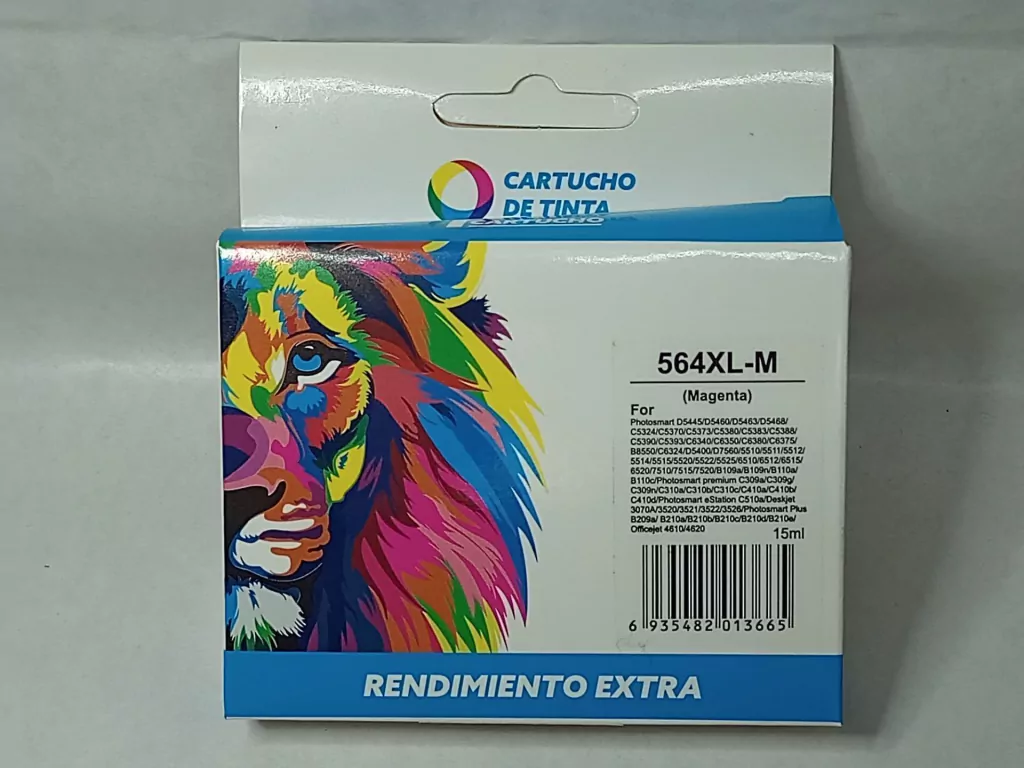 CARTUCHO
DE TINTA
CARTUCHO
564XL-M
(Magenta)
For
Photosmart D5445/D5460/D5463/D5468/
C5324/C5370/C5373/C5380/C5383/C5388/
C5390/C5393/C6340/C6350/C6380/C6375/
B8550/C6324/D5400/D7560/5510/5511/5512/
5514/5515/5520/5522/5525/6510/6512/6515/
6520/7510/7515/7520/B109a/B109n/B110a/
B110c/Photosmart premium C309a/C309g/
C309n/C310a/C310b/C310c/C410a/C410b/
C410d/Photosmart eStation C510a/Deskjet
3070A/3520/3521/3522/3526/Photosmart Plus
B209a/ B210a/B210b/B210c/B210d/B210e/
Officejet 4610/4620
15ml
6 935482 013665
RENDIMIENTO EXTRA